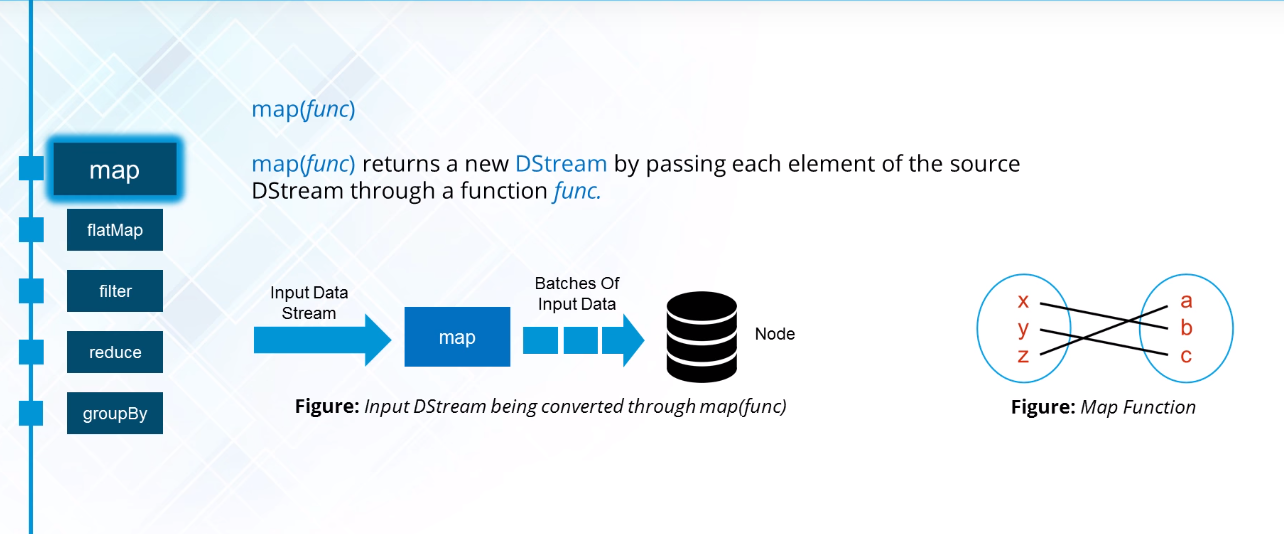 map(func)
map(func) returns a new DStream by passing each element of the source
DStream through a function func.
map
flatMap
filter
reduce
groupBy
Input Data
Stream
map
Batches Of
Input Data
Node
Figure: Input DStream being converted through map(func)
x
y
z
a
b
c
Figure: Map Function